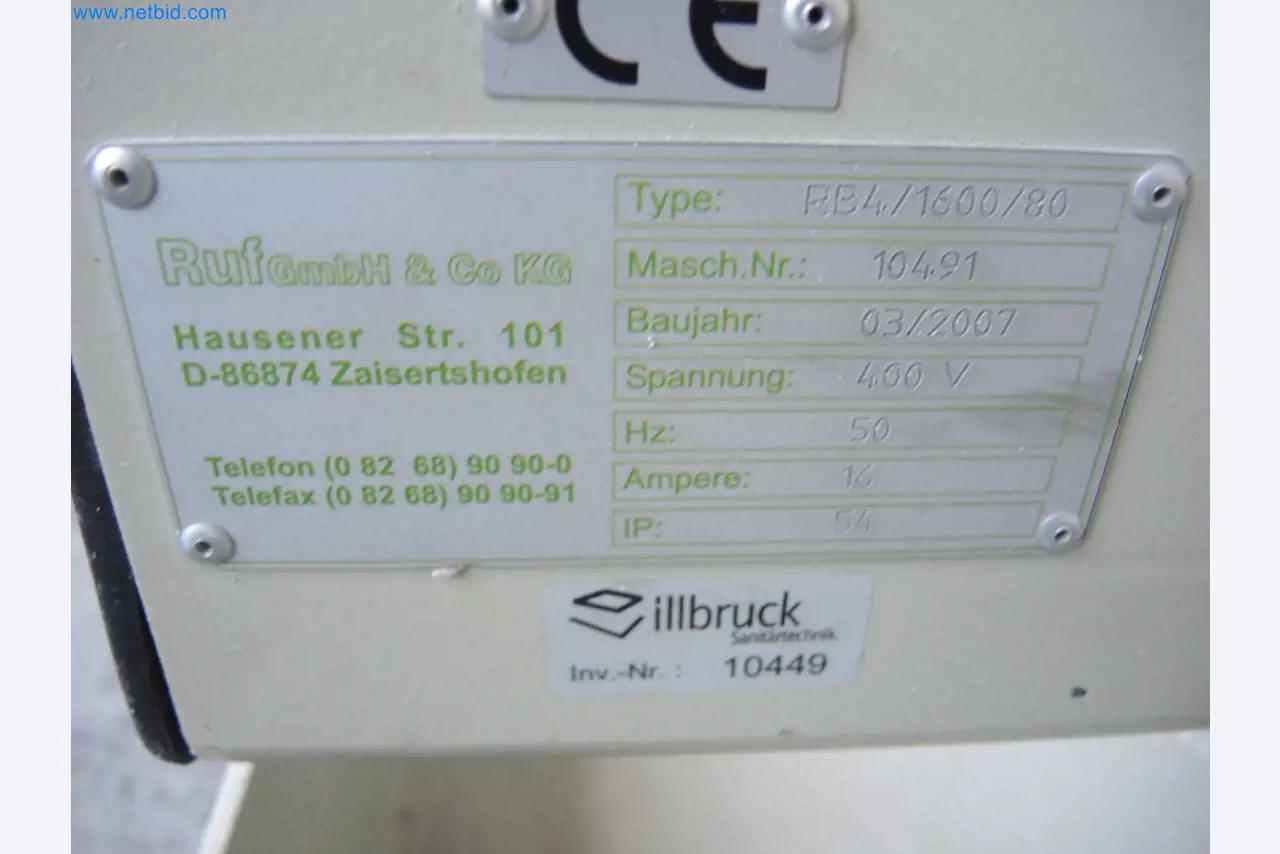 www.netbid.com
CE
Ruf GmbH & Co KG
Hausener Str. 101
D-86874 Zaisertshofen
Telefon (0 82 68) 90 90-0
Telefax (0 82 68) 90 90-91
Type: RB4/1600/80
Masch.Nr.: 10491
Baujahr: 03/2007
Spannung: 400 V
Hz: 50
Ampere: 16
IP: 54
illbruck
Sanitärtechnik
Inv.-Nr. : 10449